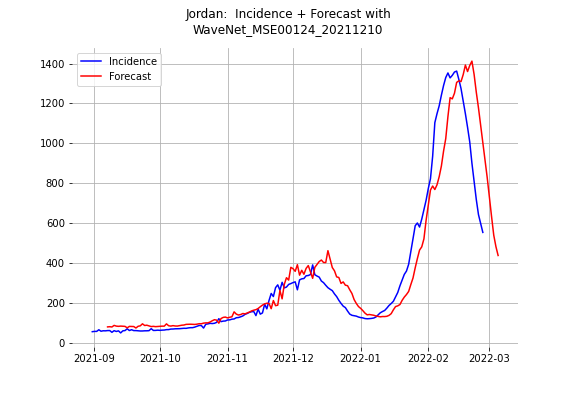 Jordan:  Incidence + Forecast with
WaveNet_MSE00124_20211210
Incidence
Forecast
1400
1200
1000
800
600
400
200
0
2021-09 2021-10 2021-11 2021-12 2022-01 2022-02 2022-03